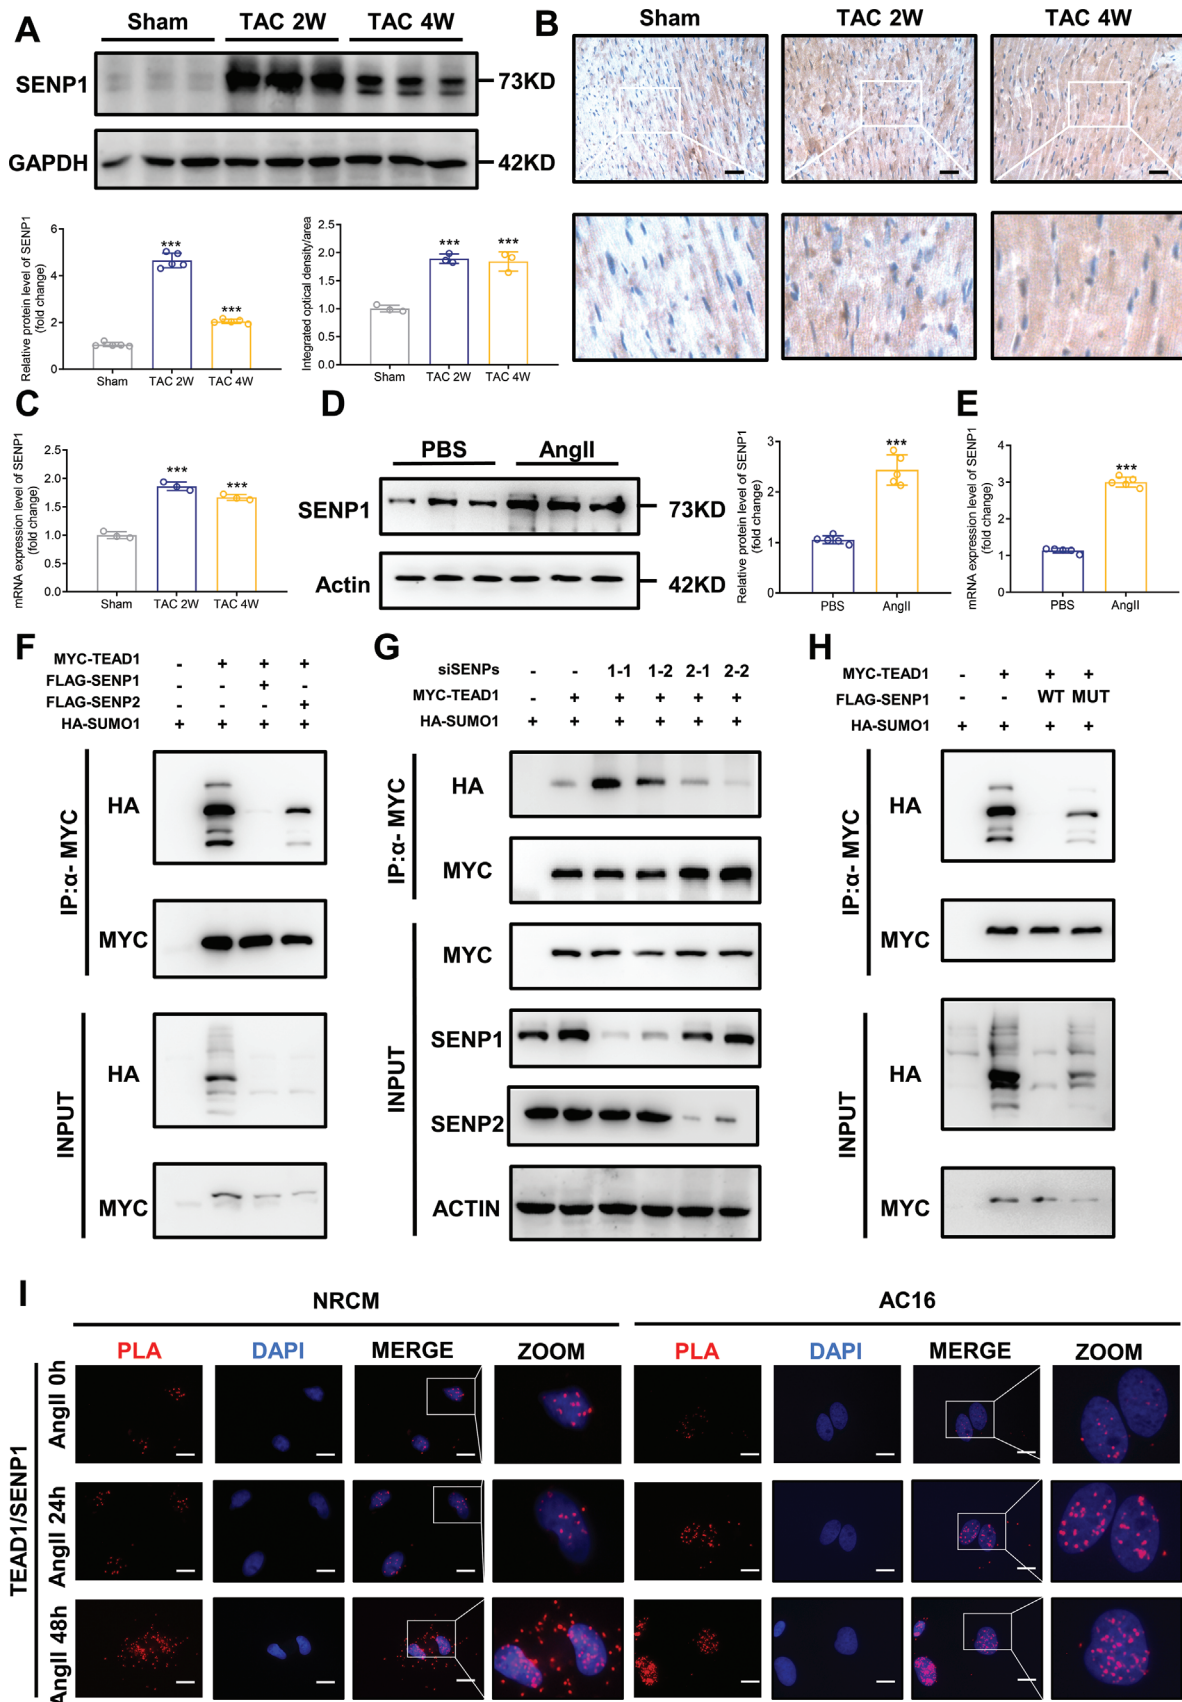 A
Sham TAC 2W TAC 4W
SENP1 73KD
GAPDH 42KD
Relative protein level of SENP1
(fold change)
6
4
2
0
*** ***
Sham TAC 2W TAC 4W
Integrated optical density/area
2.5
2.0
1.5
1.0
0.5
0.0
*** ***
Sham TAC 2W TAC 4W
B
Sham TAC 2W TAC 4W
C
mRNA expression level of SENP1
(fold change)
2.5
2.0
1.5
1.0
0.5
0.0
*** ***
Sham TAC 2W TAC 4W
D
PBS AngII
SENP1 73KD
Actin 42KD
Relative protein level of SENP1
(fold change)
3
2
1
0
***
PBS AngII
E
mRNA expression level of SENP1
(fold change)
4
3
2
1
0
***
PBS AngII
F
MYC-TEAD1 - + + +
FLAG-SENP1 - - + -
FLAG-SENP2 - - - +
HA-SUMO1 + + + +
IP:α- MYC
HA
MYC
INPUT
HA
MYC
G
siSENPs - - 1-1 1-2 2-1 2-2
MYC-TEAD1 - + + + + +
HA-SUMO1 + + + + + +
IP:α- MYC
HA
MYC
INPUT
MYC
SENP1
SENP2
ACTIN
H
MYC-TEAD1 - + + +
FLAG-SENP1 - - WT MUT
HA-SUMO1 + + + +
IP:α- MYC
HA
MYC
INPUT
HA
MYC
I
NRCM AC16
PLA DAPI MERGE ZOOM PLA DAPI MERGE ZOOM
TEAD1/SENP1
AngII 0h
AngII 24h
AngII 48h